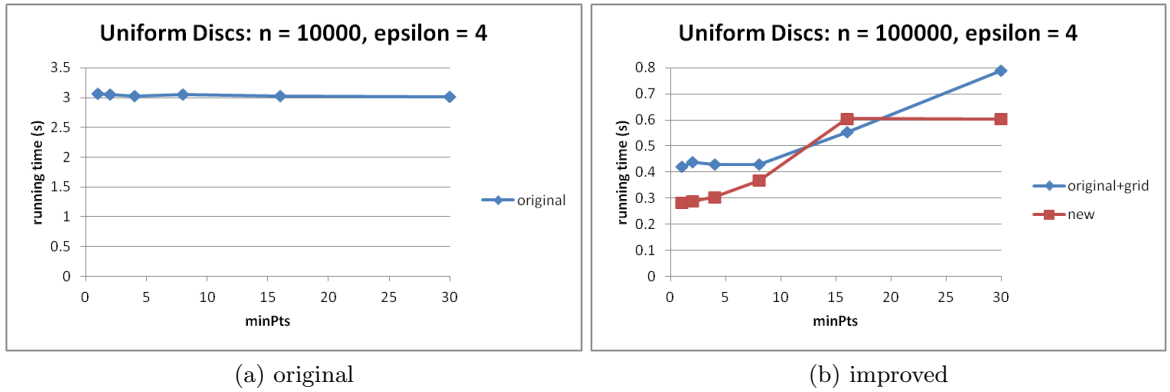 Uniform Discs: n = 10000, epsilon = 4
3.5
3
2.5
2
1.5
1
0.5
0
running time (s)
0 5 10 15 20 25 30
minPts
original
(a) original
Uniform Discs: n = 100000, epsilon = 4
0.8
0.7
0.6
0.5
0.4
0.3
0.2
0.1
0
running time (s)
0 5 10 15 20 25 30
minPts
original+grid
new
(b) improved